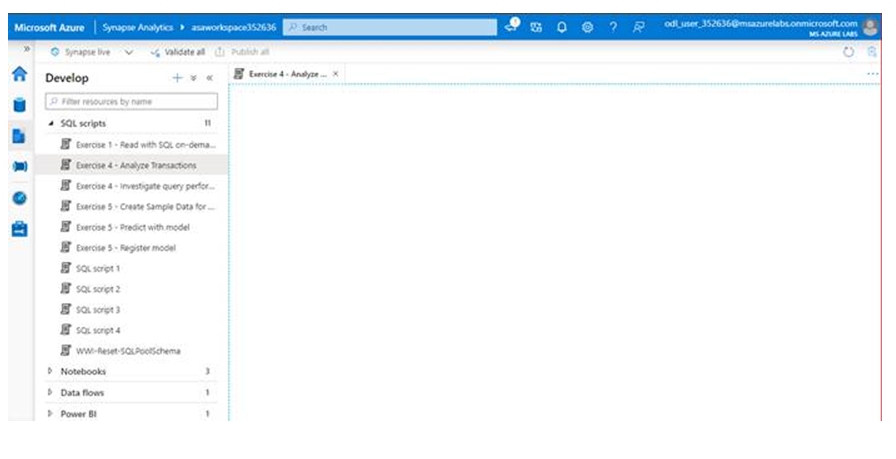 Microsoft Azure | Synapse Analytics ▸ asaworkspace352636 Search odl_user_352636@msazurelabs.onmicrosoft.com
MS AZURE LABS
» Synapse live Validate all Publish all
Develop + « Exercise 4 - Analyze ... ×
Filter resources by name
SQL scripts 11
Exercise 1 - Read with SQL on-dema...
Exercise 4 - Analyze Transactions
Exercise 4 - Investigate query perfor...
Exercise 5 - Create Sample Data for ...
Exercise 5 - Predict with model
Exercise 5 - Register model
SQL script 1
SQL script 2
SQL script 3
SQL script 4
WWI-Reset-SQLPoolSchema
Notebooks 3
Data flows 1
Power BI 1